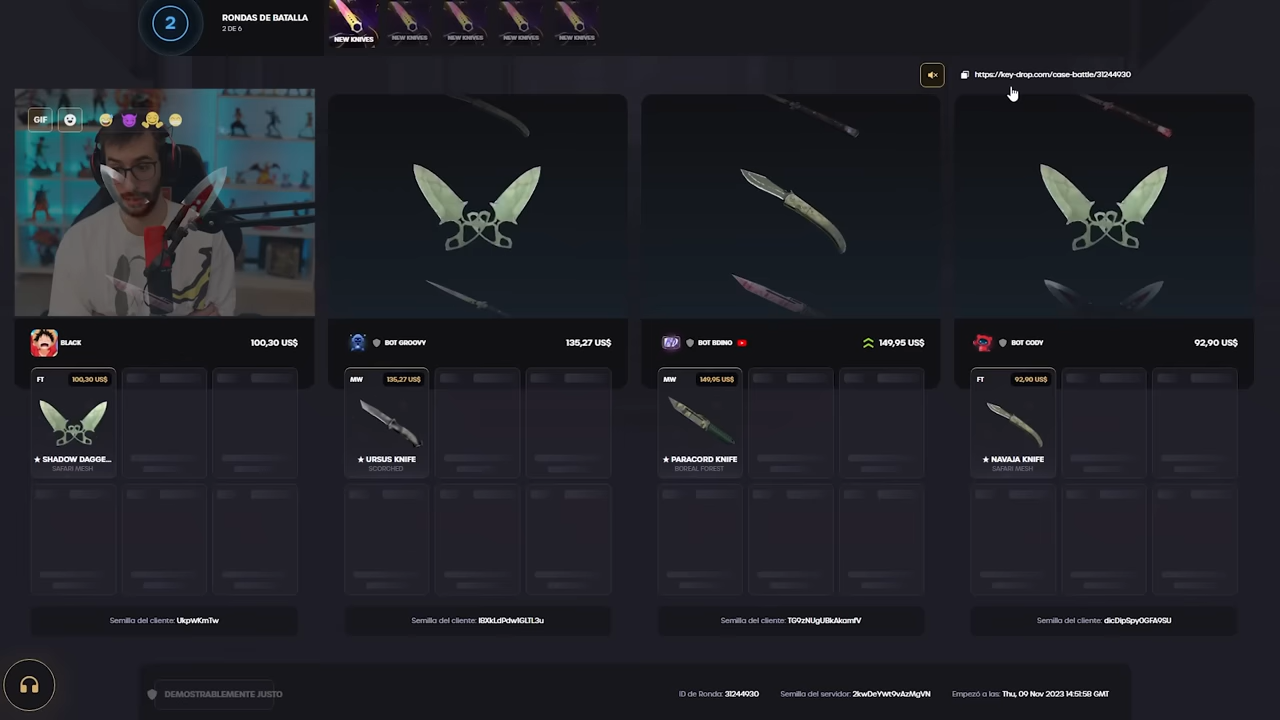 2
RONDAS DE BATALLA
2 DE 6
NEW KNIVES
NEW KNIVES
NEW KNIVES
NEW KNIVES
NEW KNIVES
https://key-drop.com/case-battle/31244930
GIF
BLACK
100,30 US$
BOT GROOVY
135,27 US$
BOT BDINO
149,95 US$
BOT CODY
92,90 US$
FT
100,30 US$
★ SHADOW DAGGE...
SAFARI MESH
MW
135,27 US$
★ URSUS KNIFE
SCORCHED
MW
149,95 US$
★ PARACORD KNIFE
BOREAL FOREST
FT
92,90 US$
★ NAVAJA KNIFE
SAFARI MESH
Semilla del cliente: UkpWKmTw
Semilla del cliente:
Semilla del cliente: TG9zNUgUBkAkamfV
Semilla del cliente: dicDipSpy0GFA9SU
DEMOSTRABLEMENTE JUSTO
ID de Ronda: 31244930
Semilla del servidor: 2kwDeYWt9vAzMgVN
Empezó a las: Thu, 09 Nov 2023 14:51:58 GMT